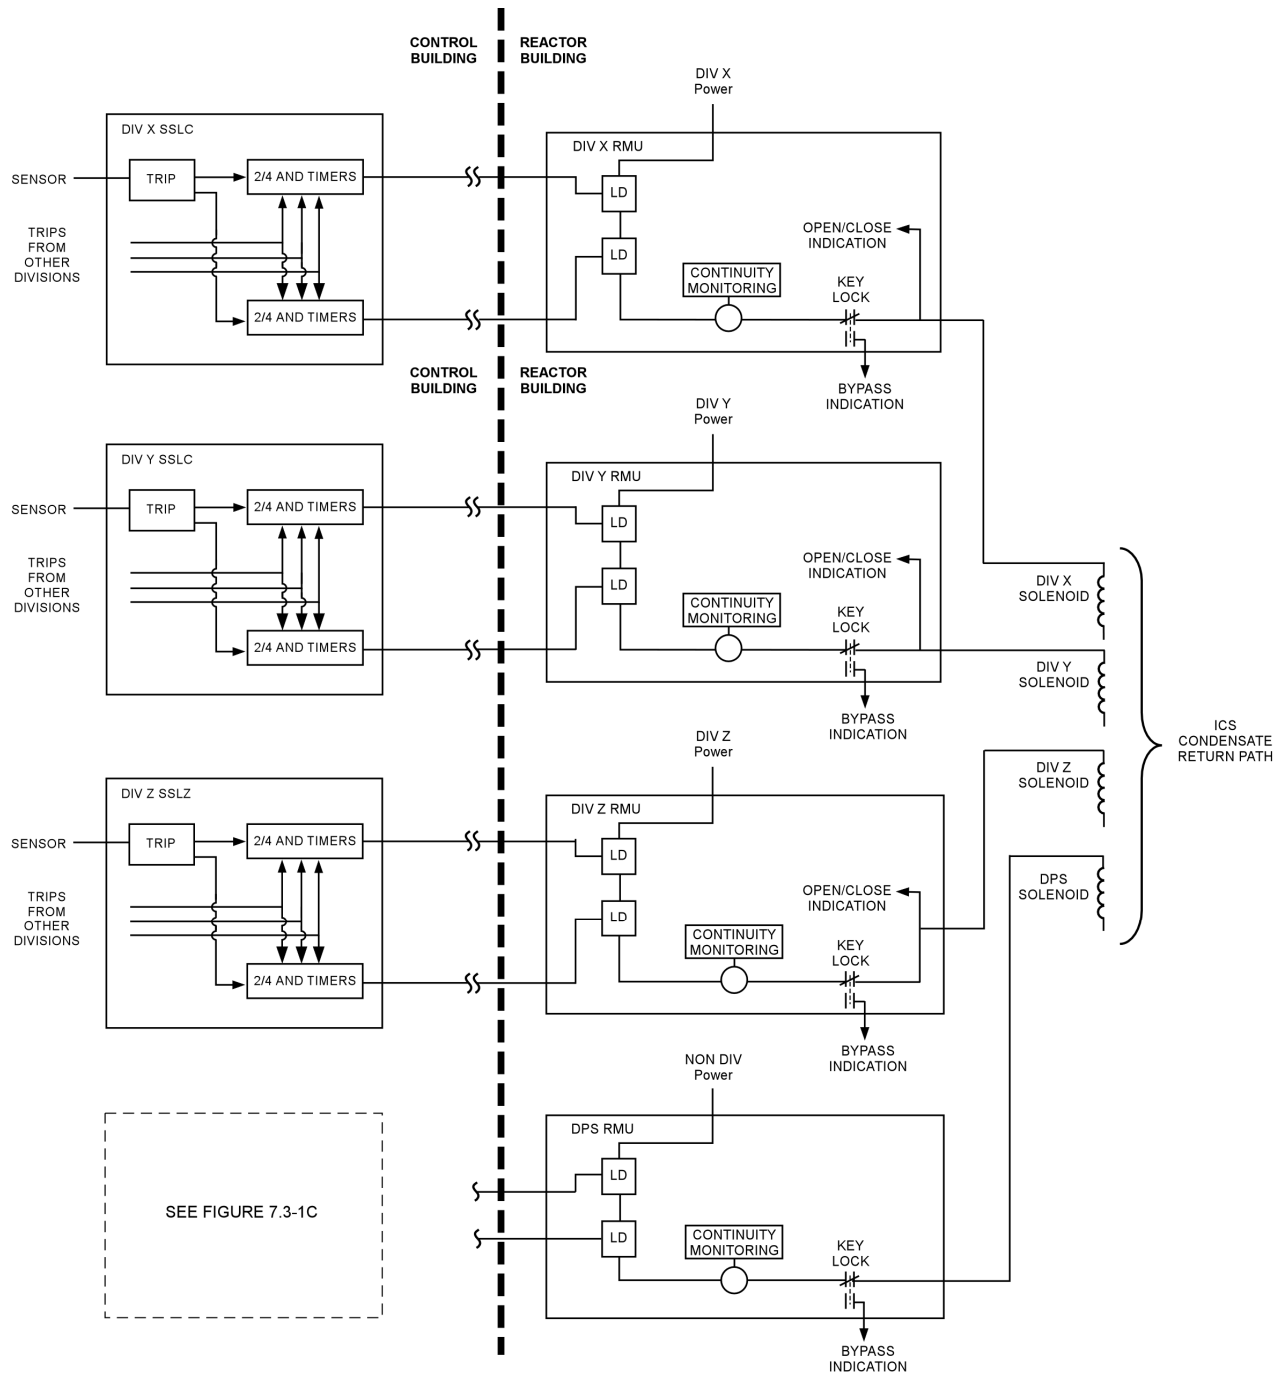 CONTROL
BUILDING
REACTOR
BUILDING
DIV X
Power
DIV X SSLC
SENSOR
TRIP
2/4 AND TIMERS
TRIPS
FROM
OTHER
DIVISIONS
2/4 AND TIMERS
DIV X RMU
LD
LD
OPEN/CLOSE
INDICATION
CONTINUITY
MONITORING
KEY
LOCK
BYPASS
INDICATION
CONTROL
BUILDING
REACTOR
BUILDING
DIV Y
Power
DIV Y SSLC
SENSOR
TRIP
2/4 AND TIMERS
TRIPS
FROM
OTHER
DIVISIONS
2/4 AND TIMERS
DIV Y RMU
LD
LD
OPEN/CLOSE
INDICATION
CONTINUITY
MONITORING
KEY
LOCK
BYPASS
INDICATION
DIV X
SOLENOID
DIV Y
SOLENOID
DIV Z
SOLENOID
DPS
SOLENOID
ICS
CONDENSATE
RETURN PATH
DIV Z
Power
DIV Z SSLZ
SENSOR
TRIP
2/4 AND TIMERS
TRIPS
FROM
OTHER
DIVISIONS
2/4 AND TIMERS
DIV Z RMU
LD
LD
OPEN/CLOSE
INDICATION
CONTINUITY
MONITORING
KEY
LOCK
BYPASS
INDICATION
NON DIV
Power
SEE FIGURE 7.3-1C
DPS RMU
LD
LD
CONTINUITY
MONITORING
KEY
LOCK
BYPASS
INDICATION